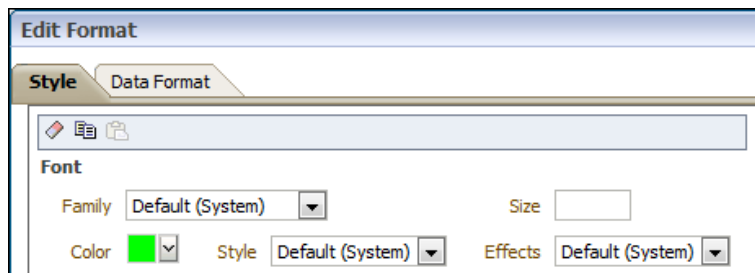 Edit Format
Style Data Format
Font
Family Default (System) Size
Color Style Default (System) Effects Default (System)